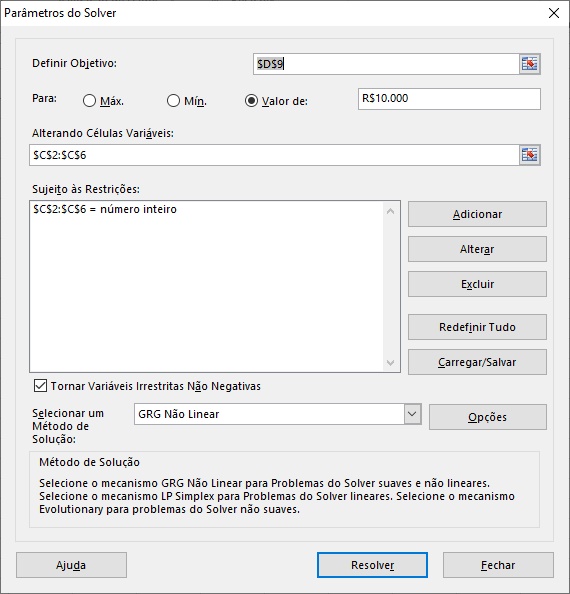 Parâmetros do Solver
Definir Objetivo:
$D$9
Para:
Máx.
Mín.
Valor de:
R$10.000
Alterando Células Variáveis:
$C$2:$C$6
Sujeito às Restrições:
$C$2:$C$6 = número inteiro
Adicionar
Alterar
Excluir
Redefinir Tudo
Carregar/Salvar
Tornar Variáveis Irrestritas Não Negativas
Selecionar um
Método de
Solução:
GRG Não Linear
Opções
Método de Solução
Selecione o mecanismo GRG Não Linear para Problemas do Solver suaves e não lineares.
Selecione o mecanismo LP Simplex para Problemas do Solver lineares. Selecione o mecanismo
Evolutionary para problemas do Solver não suaves.
Ajuda
Resolver
Fechar